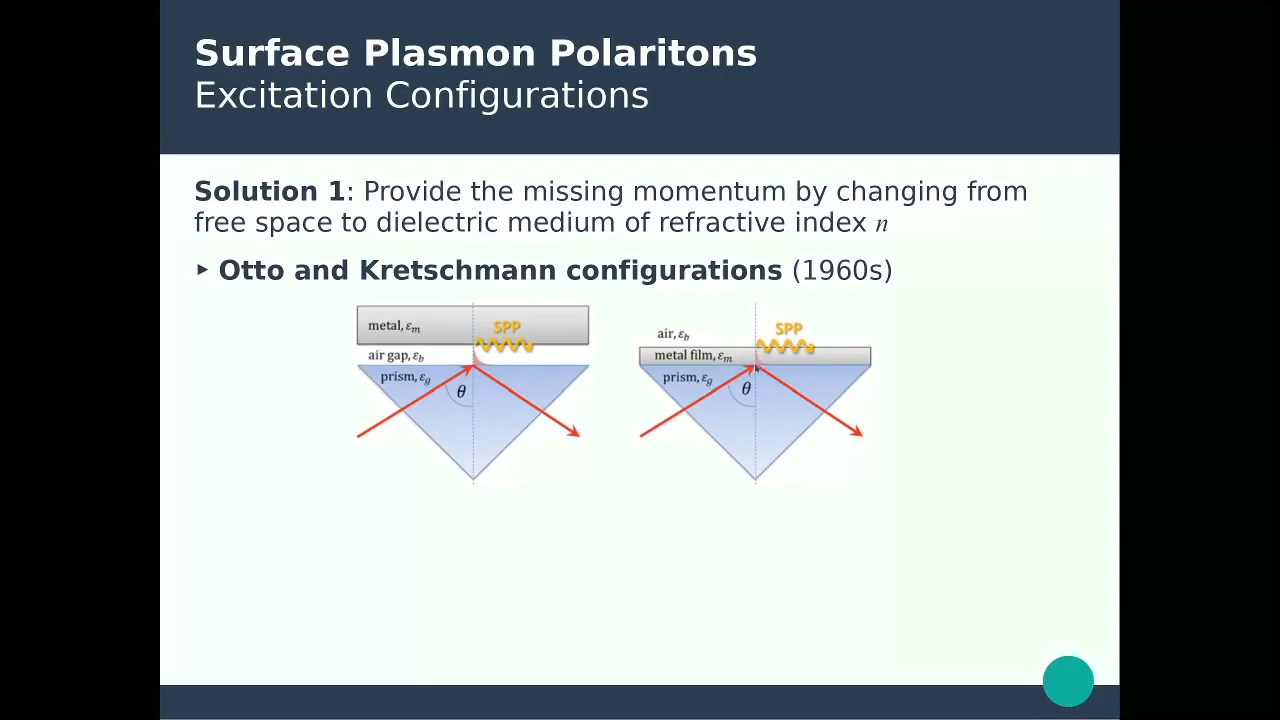 Surface Plasmon Polaritons
Excitation Configurations
Solution 1: Provide the missing momentum by changing from
free space to dielectric medium of refractive index n
‣ Otto and Kretschmann configurations (1960s)
metal, εm
SPP
air gap, εb
prism, εg
θ
air, εb
SPP
metal film, εm
prism, εg
θ